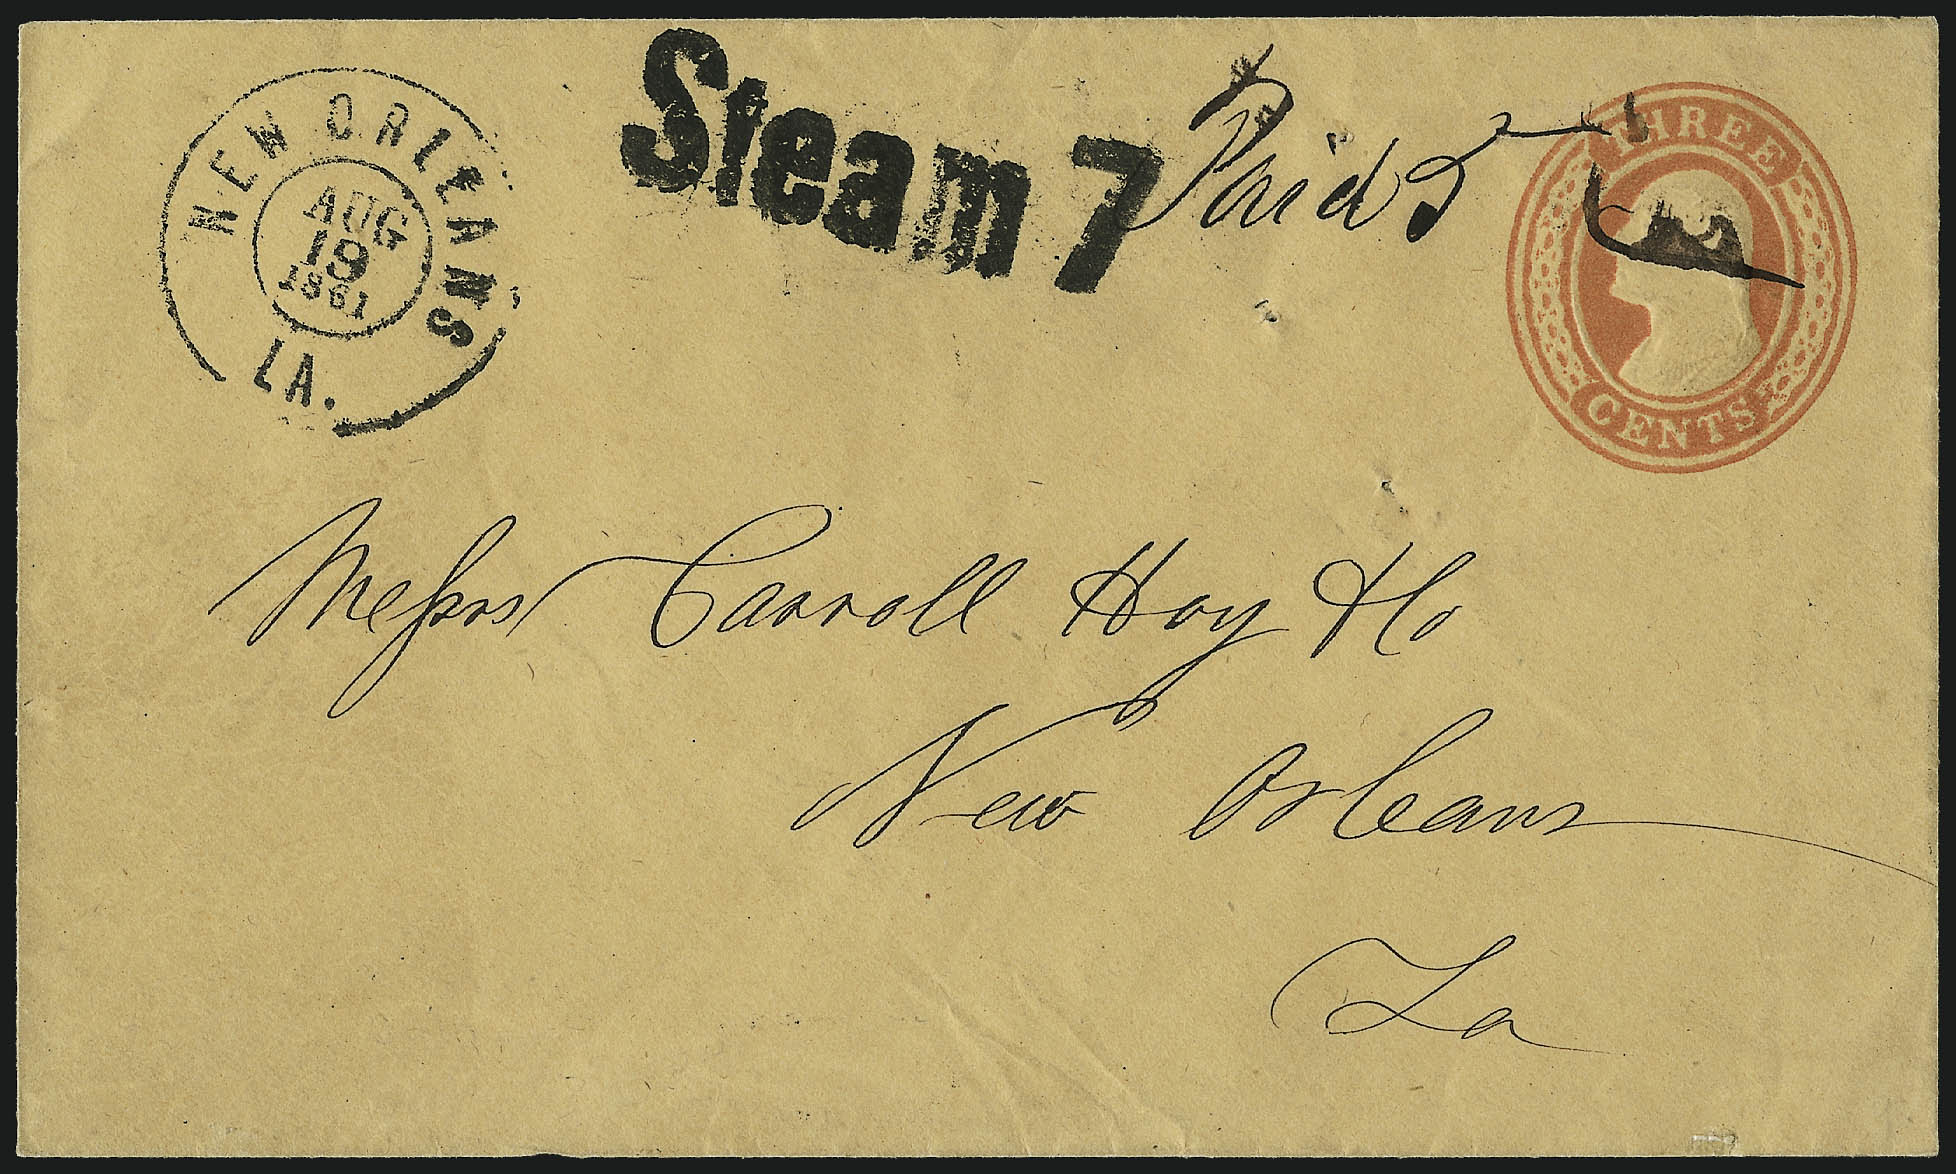 NEW ORLEANS
AUG
19
1861
LA.
Steam 7
Paid 5
THREE
CENTS
Messrs Carroll Hoy & Co
New Orleans
La